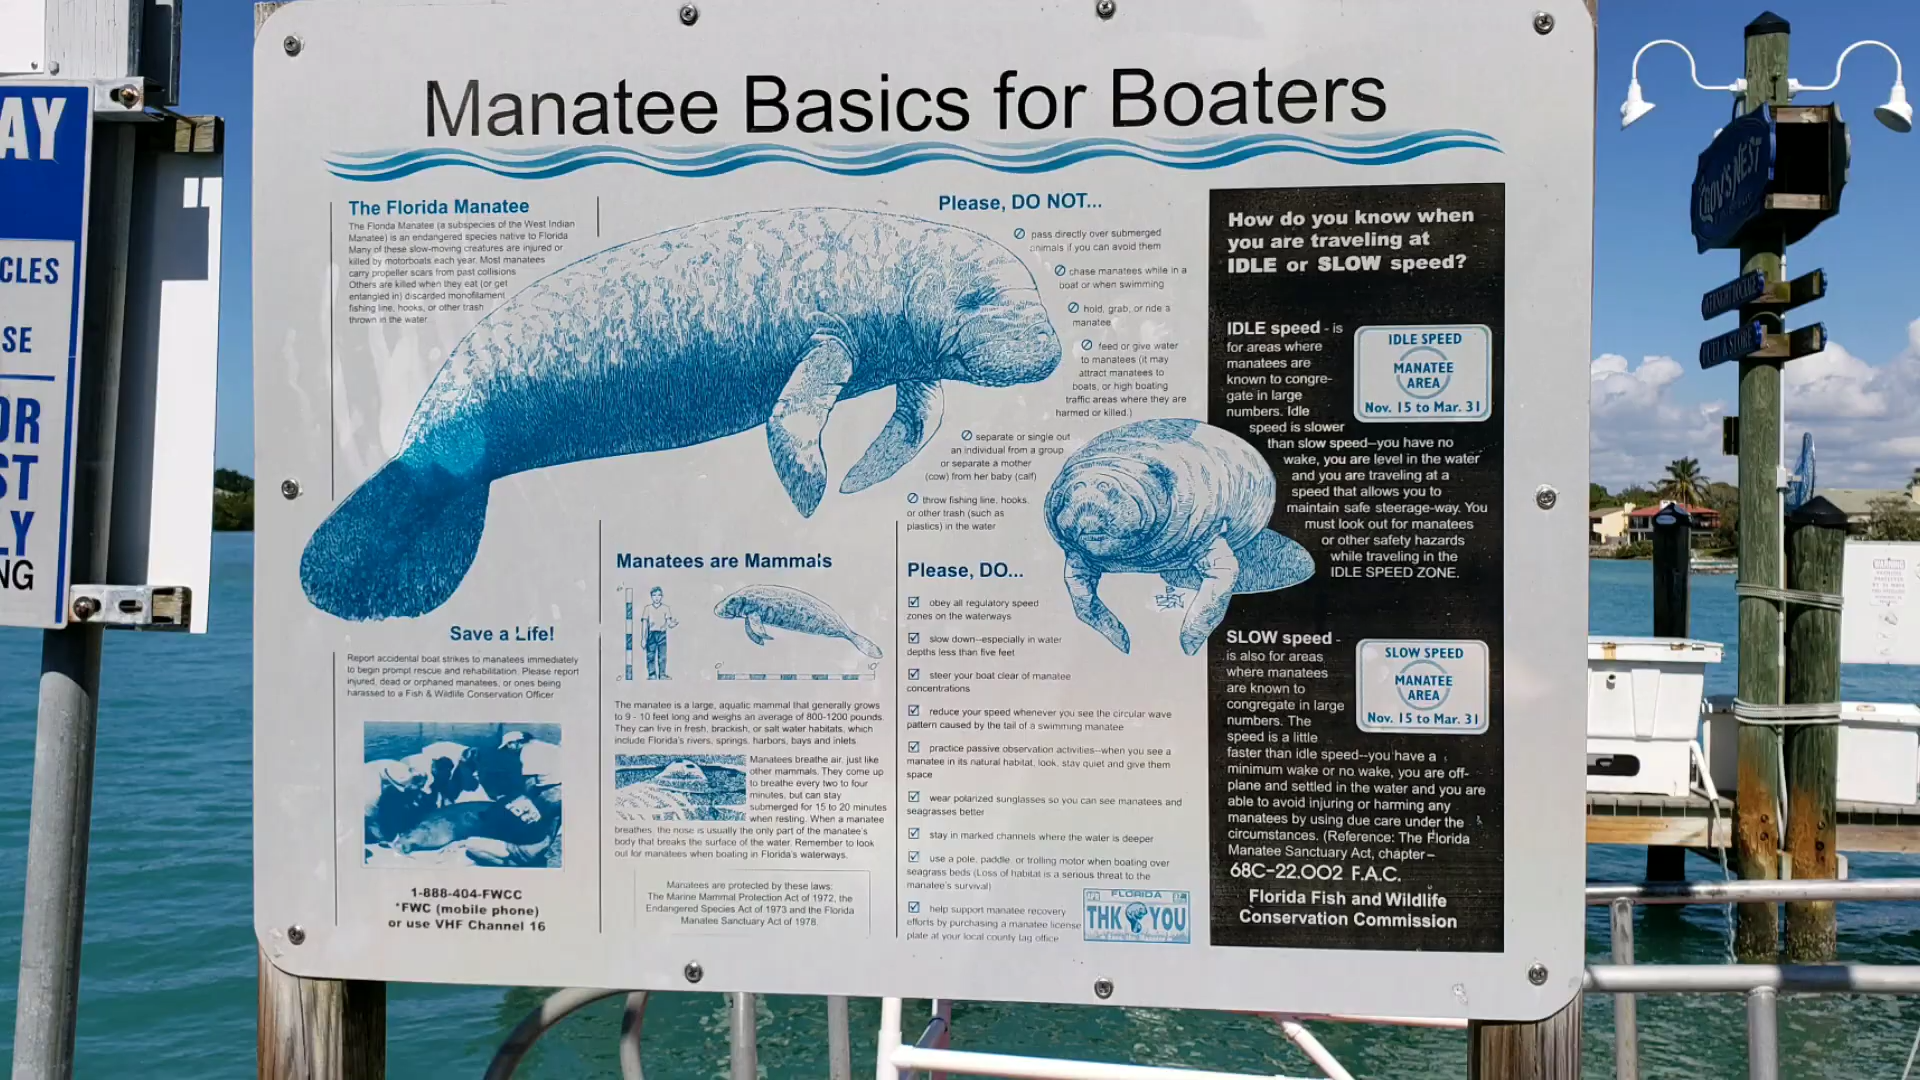 Manatee Basics for Boaters
The Florida Manatee
The Florida Manatee (a subspecies of the West Indian
Manatee) is an endangered species native to Florida
Many of these slow-moving creatures are injured or
killed by motorboats each year. Most manatees
carry propeller scars from past collisions
Others are killed when they eat (or get
entangled in) discarded monofilament
fishing line, hooks, or other trash
thrown in the water.
Save a Life!
Report accidental boat strikes to manatees immediately
to begin prompt rescue and rehabilitation. Please report
injured, dead or orphaned manatees, or ones being
harassed to a Fish & Wildlife Conservation Officer
1-888-404-FWCC
*FWC (mobile phone)
or use VHF Channel 16
Manatees are Mammals
0'
10'
The manatee is a large, aquatic mammal that generally grows
to 9 - 10 feet long and weighs an average of 800-1200 pounds.
They can live in fresh, brackish, or salt water habitats, which
include Florida's rivers, springs, harbors, bays and inlets.
Manatees breathe air, just like
other mammals. They come up
to breathe every two to four
minutes, but can stay
submerged for 15 to 20 minutes
when resting. When a manatee
breathes, the nose is usually the only part of the manatee's
body that breaks the surface of the water. Remember to look
out for manatees when boating in Florida's waterways.
Manatees are protected by these laws:
The Marine Mammal Protection Act of 1972, the
Endangered Species Act of 1973 and the Florida
Manatee Sanctuary Act of 1978.
Please, DO NOT...
pass directly over submerged
animals if you can avoid them
chase manatees while in a
boat or when swimming
hold, grab, or ride a
manatee
feed or give water
to manatees (it may
attract manatees to
boats, or high boating
traffic areas where they are
harmed or killed.)
separate or single out
an individual from a group
or separate a mother
(cow) from her baby (calf)
throw fishing line, hooks,
or other trash (such as
plastics) in the water
Please, DO...
obey all regulatory speed
zones on the waterways
slow down--especially in water
depths less than five feet
steer your boat clear of manatee
concentrations
reduce your speed whenever you see the circular wave
pattern caused by the tail of a swimming manatee
practice passive observation activities--when you see a
manatee in its natural habitat, look, stay quiet and give them
space
wear polarized sunglasses so you can see manatees and
seagrasses better
stay in marked channels where the water is deeper
use a pole, paddle, or trolling motor when boating over
seagrass beds (Loss of habitat is a serious threat to the
manatee's survival)
help support manatee recovery
efforts by purchasing a manatee license
plate at your local county tag office
FLORIDA
THK YOU
How do you know when
you are traveling at
IDLE or SLOW speed?
IDLE speed - is
for areas where
manatees are
known to congre-
gate in large
numbers. Idle
speed is slower
than slow speed--you have no
wake, you are level in the water
and you are traveling at a
speed that allows you to
maintain safe steerage-way. You
must look out for manatees
or other safety hazards
while traveling in the
IDLE SPEED ZONE.
IDLE SPEED
MANATEE
AREA
Nov. 15 to Mar. 31
SLOW speed -
is also for areas
where manatees
are known to
congregate in large
numbers. The
speed is a little
faster than idle speed--you have a
minimum wake or no wake, you are off-
plane and settled in the water and you are
able to avoid injuring or harming any
manatees by using due care under the
circumstances. (Reference: The Florida
Manatee Sanctuary Act, chapter--
68C-22.002 F.A.C.
SLOW SPEED
MANATEE
AREA
Nov. 15 to Mar. 31
Florida Fish and Wildlife
Conservation Commission
AY
CLES
SE
OR
ST
LY
NG
CROW'S NEST
WARNING